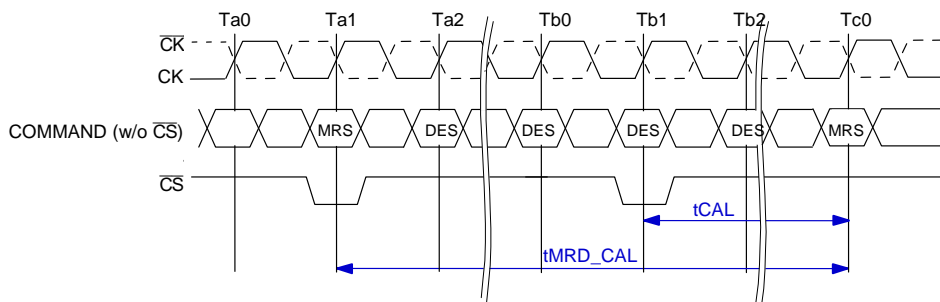 Ta0 Ta1 Ta2 Tb0 Tb1 Tb2 Tc0
CK
CK
COMMAND (w/o CS) MRS DES DES DES DES MRS
CS
tCAL
tMRD_CAL